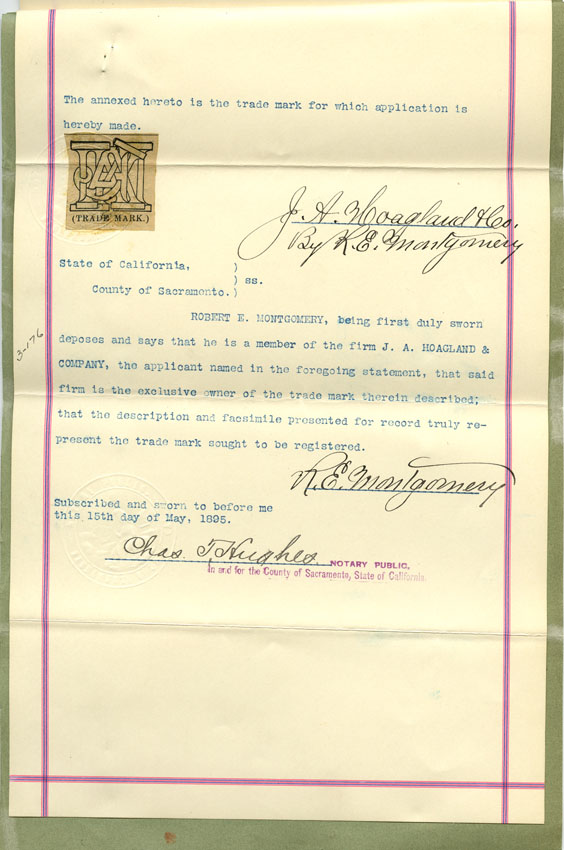 The annexed hereto is the trade mark for which application is
hereby made.
(TRADE MARK.)
J. A. Hoagland & Co.
By R. E. Montgomery
State of California, )
) ss.
County of Sacramento. )
3-176
ROBERT E. MONTGOMERY, being first duly sworn
deposes and says that he is a member of the firm J. A. HOAGLAND &
COMPANY, the applicant named in the foregoing statement, that said
firm is the exclusive owner of the trade mark therein described;
that the description and facsimile presented for record truly re-
present the trade mark sought to be registered.
R. E. Montgomery
Subscribed and sworn to before me
this 15th day of May, 1895.
Chas. T. Hughes.
NOTARY PUBLIC,
In and for the County of Sacramento, State of California.